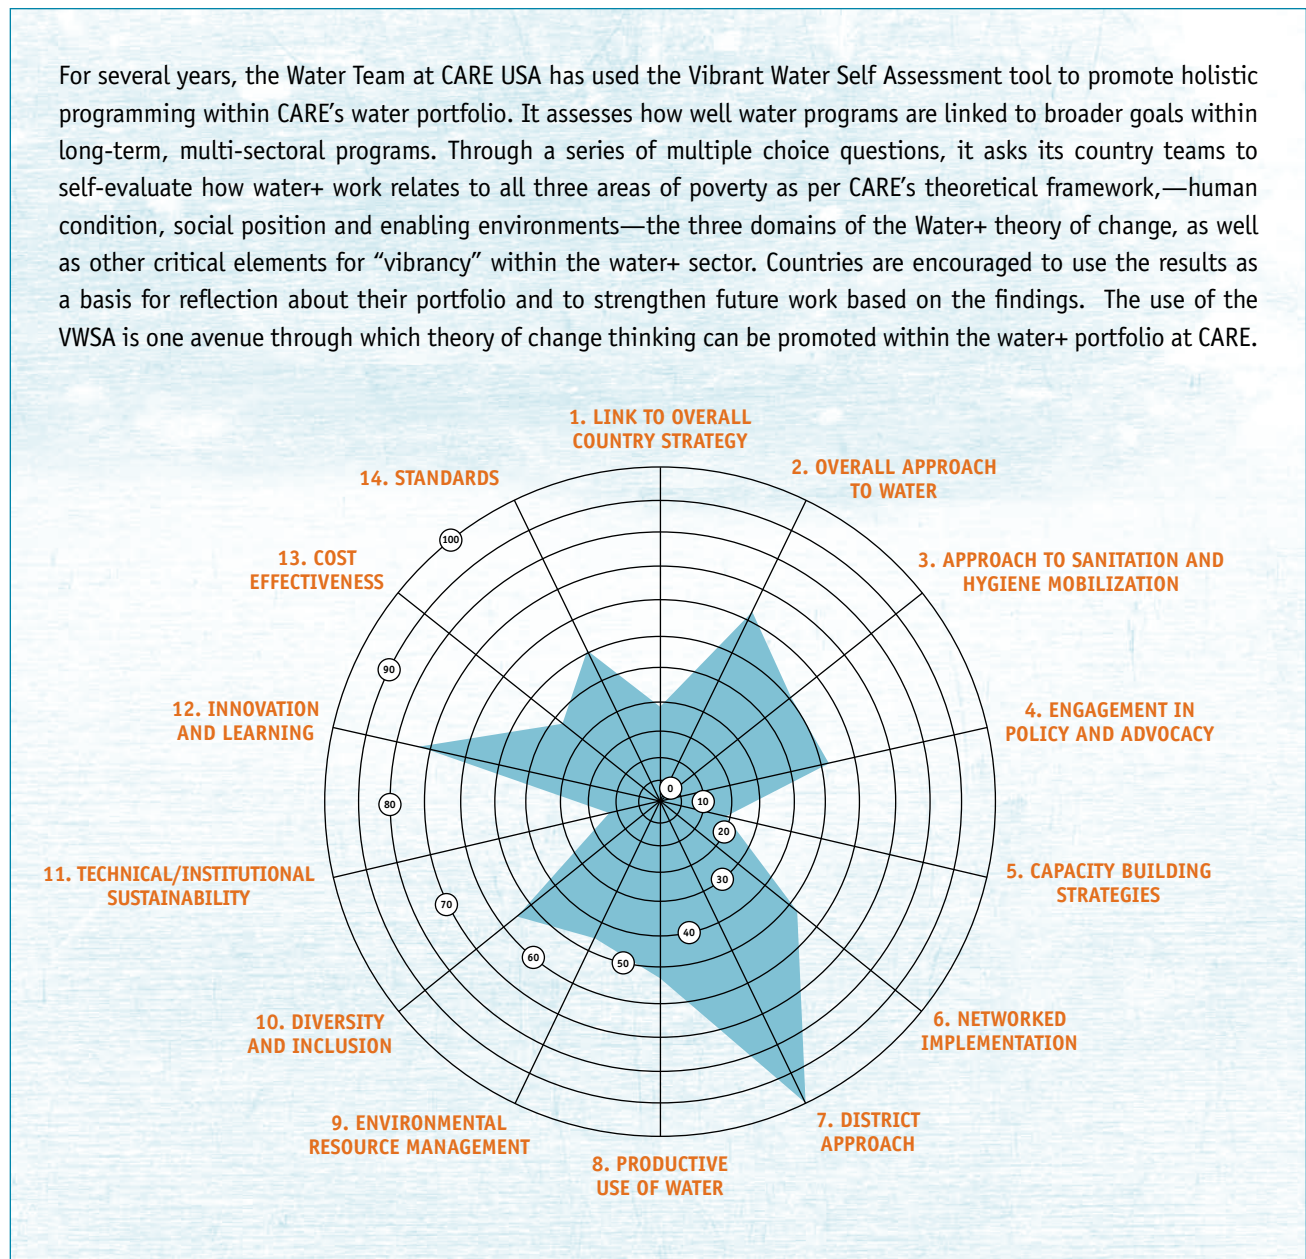 For several years, the Water Team at CARE USA has used the Vibrant Water Self Assessment tool to promote holistic
programming within CARE’s water portfolio. It assesses how well water programs are linked to broader goals within
long-term, multi-sectoral programs. Through a series of multiple choice questions, it asks its country teams to
self-evaluate how water+ work relates to all three areas of poverty as per CARE’s theoretical framework,—human
condition, social position and enabling environments—the three domains of the Water+ theory of change, as well
as other critical elements for “vibrancy” within the water+ sector. Countries are encouraged to use the results as
a basis for reflection about their portfolio and to strengthen future work based on the findings. The use of the
VWSA is one avenue through which theory of change thinking can be promoted within the water+ portfolio at CARE.
1. LINK TO OVERALL
COUNTRY STRATEGY
2. OVERALL APPROACH
TO WATER
3. APPROACH TO SANITATION AND
HYGIENE MOBILIZATION
4. ENGAGEMENT IN
POLICY AND ADVOCACY
5. CAPACITY BUILDING
STRATEGIES
6. NETWORKED
IMPLEMENTATION
7. DISTRICT
APPROACH
8. PRODUCTIVE
USE OF WATER
9. ENVIRONMENTAL
RESOURCE MANAGEMENT
10. DIVERSITY
AND INCLUSION
11. TECHNICAL/INSTITUTIONAL
SUSTAINABILITY
12. INNOVATION
AND LEARNING
13. COST
EFFECTIVENESS
14. STANDARDS
0
10
20
30
40
50
60
70
80
90
100